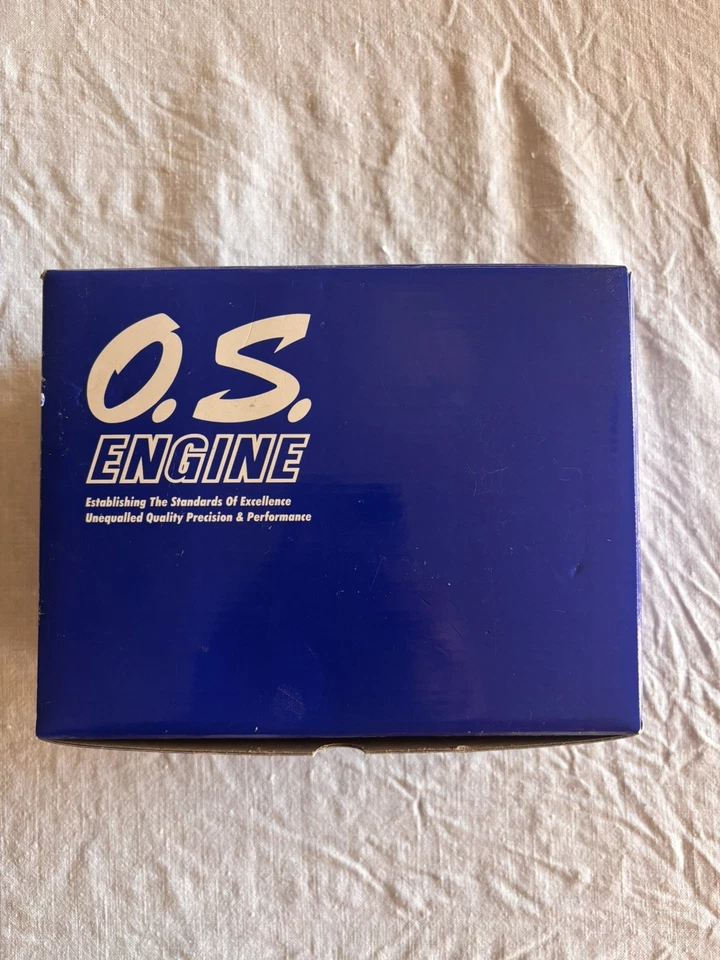 O.S.
ENGINE
Establishing The Standards Of Excellence
Unequalled Quality Precision & Performance